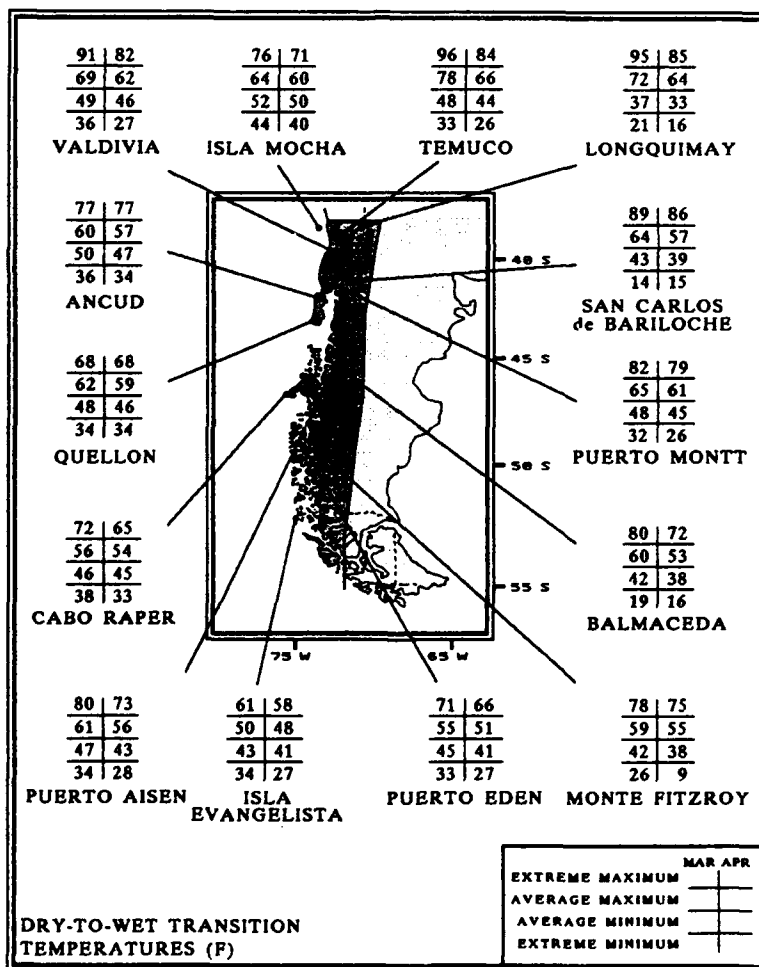 91 82
69 62
49 46
36 27
VALDIVIA
76 71
64 60
52 50
44 40
ISLA MOCHA
96 84
78 66
48 44
33 26
TEMUCO
95 85
72 64
37 33
21 16
LONGQUIMAY
77 77
60 57
50 47
36 34
ANCUD
89 86
64 57
43 39
14 15
SAN CARLOS
de BARILOCHE
68 68
62 59
48 46
34 34
QUELLON
82 79
65 61
48 45
32 26
PUERTO MONTT
72 65
56 54
46 45
38 33
CABO RAPER
80 72
60 53
42 38
19 16
BALMACEDA
40 S
45 S
50 S
55 S
75 W
65 W
80 73
61 56
47 43
34 28
PUERTO AISEN
61 58
50 48
43 41
34 27
ISLA
EVANGELISTA
71 66
55 51
45 41
33 27
PUERTO EDEN
78 75
59 55
42 38
26 9
MONTE FITZROY
DRY-TO-WET TRANSITION
TEMPERATURES (F)
MAR APR
EXTREME MAXIMUM
AVERAGE MAXIMUM
AVERAGE MINIMUM
EXTREME MINIMUM